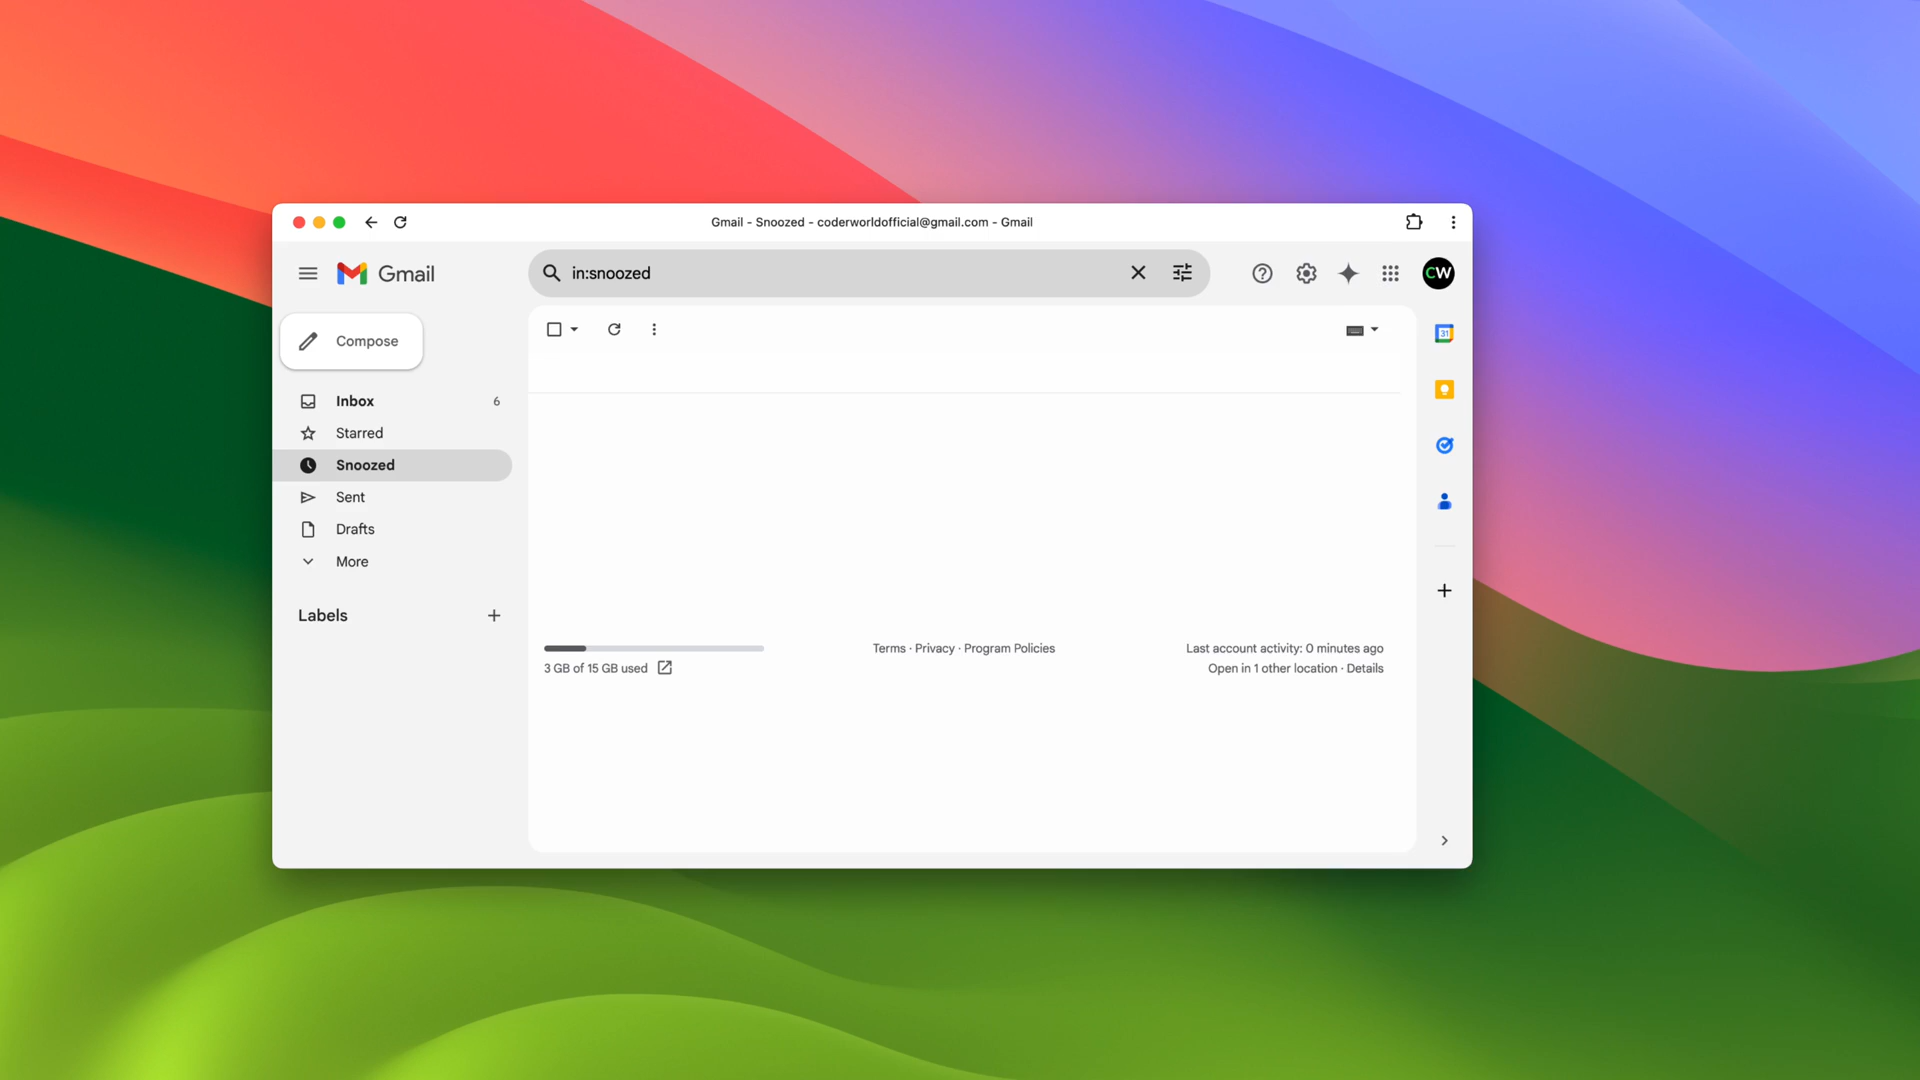 Gmail - Snoozed - coderworldofficial@gmail.com - Gmail
Gmail
in:snoozed
CW
Compose
31
Inbox 6
Starred
Snoozed
Sent
Drafts
More
Labels
3 GB of 15 GB used
Terms · Privacy · Program Policies
Last account activity: 0 minutes ago
Open in 1 other location · Details